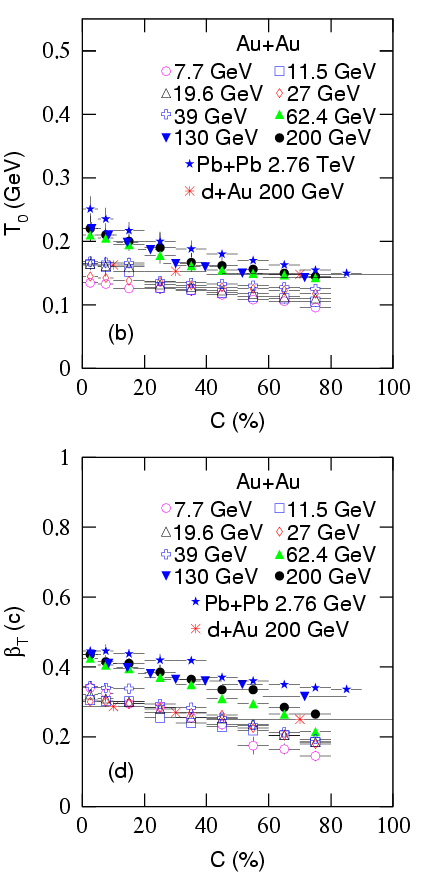 Au+Au
7.7 GeV 11.5 GeV
19.6 GeV 27 GeV
39 GeV 62.4 GeV
130 GeV 200 GeV
Pb+Pb 2.76 TeV
d+Au 200 GeV
T₀ (GeV)
0.5
0.4
0.3
0.2
0.1
0
(b)
0 20 40 60 80 100
C (%)
Au+Au
7.7 GeV 11.5 GeV
19.6 GeV 27 GeV
39 GeV 62.4 GeV
130 GeV 200 GeV
Pb+Pb 2.76 GeV
d+Au 200 GeV
β_T (c)
1
0.8
0.6
0.4
0.2
0
(d)
0 20 40 60 80 100
C (%)